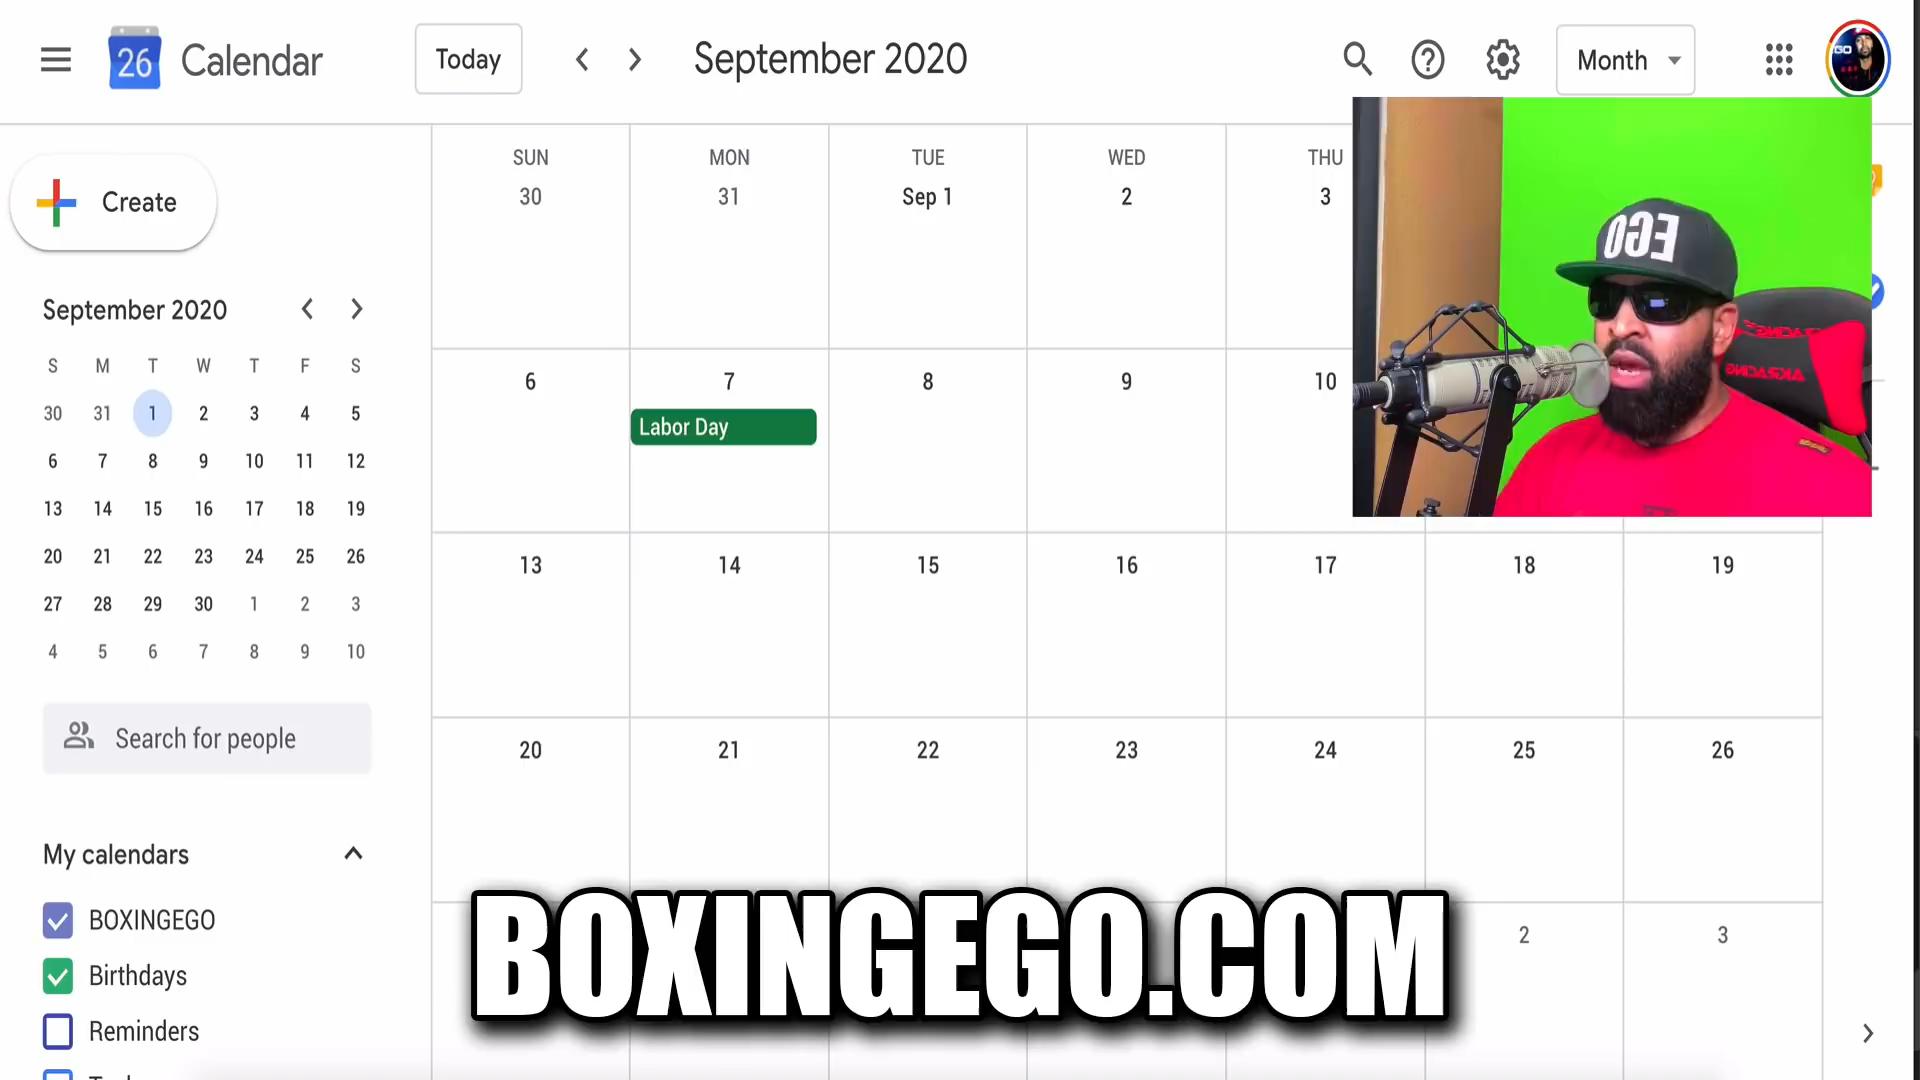 26 Calendar Today September 2020 Month
Create
September 2020
S M T W T F S
30 31 1 2 3 4 5
6 7 8 9 10 11 12
13 14 15 16 17 18 19
20 21 22 23 24 25 26
27 28 29 30 1 2 3
4 5 6 7 8 9 10
Search for people
My calendars
BOXINGEGO
Birthdays
Reminders
SUN MON TUE WED THU
30 31 Sep 1 2 3
6 7 8 9 10
Labor Day
13 14 15 16 17 18 19
20 21 22 23 24 25 26
2 3
GO
EGO
AKRACING
BOXINGEGO.COM